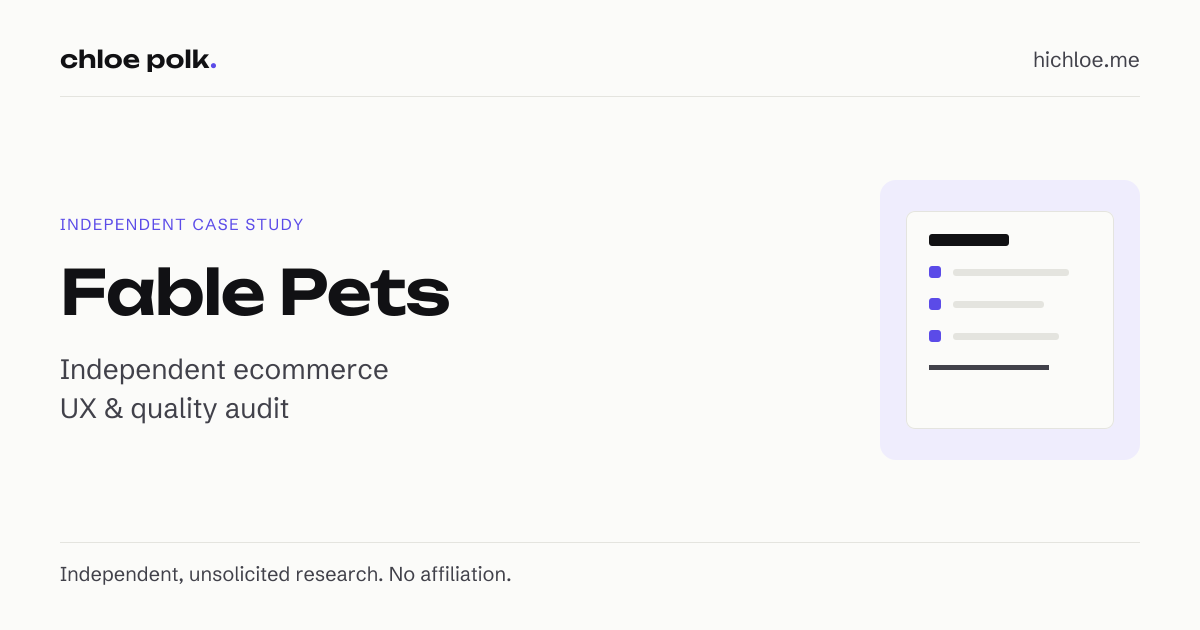 chloe polk.
hichloe.me
INDEPENDENT CASE STUDY
Fable Pets
Independent ecommerce
UX & quality audit
Independent, unsolicited research. No affiliation.